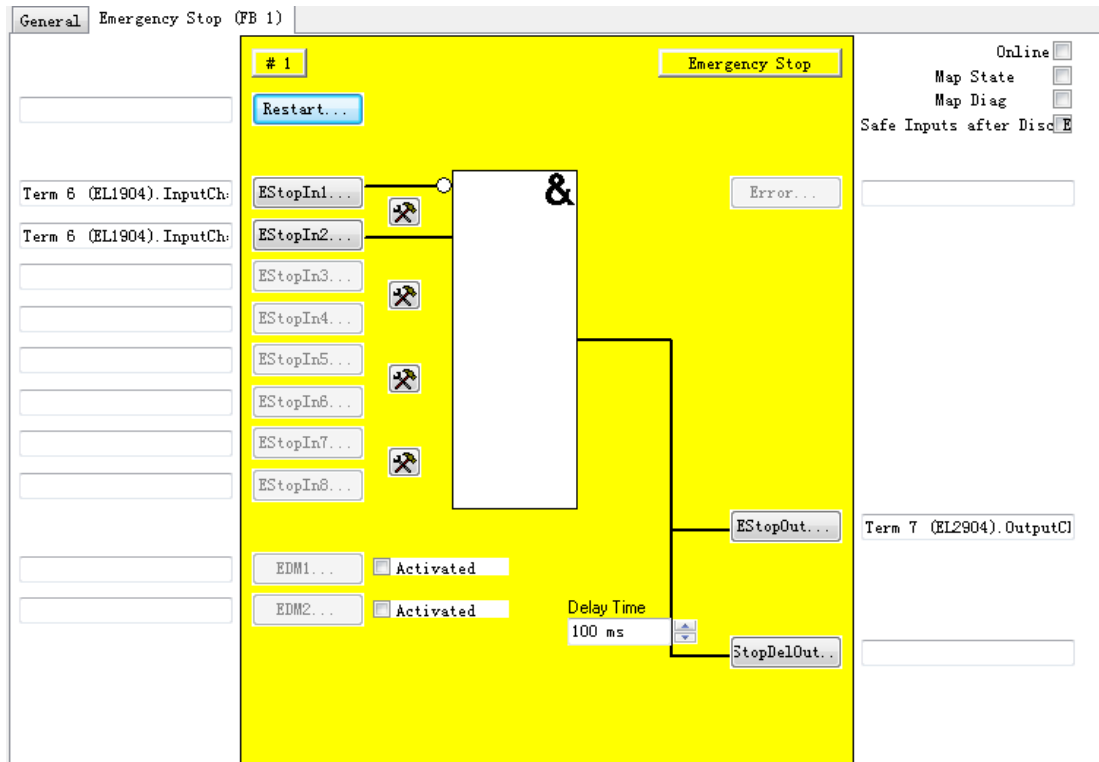 General Emergency Stop (FB 1)
# 1 Emergency Stop Online
Map State
Restart... Map Diag
Safe Inputs after Disc E
&
Term 6 (EL1904).InputCh: EStopIn1... Error...
Term 6 (EL1904).InputCh: EStopIn2...
EStopIn3...
EStopIn4...
EStopIn5...
EStopIn6...
EStopIn7...
EStopIn8...
EStopOut... Term 7 (EL2904).OutputCl
EDM1... Activated
EDM2... Activated Delay Time
100 ms
StopDelOut..